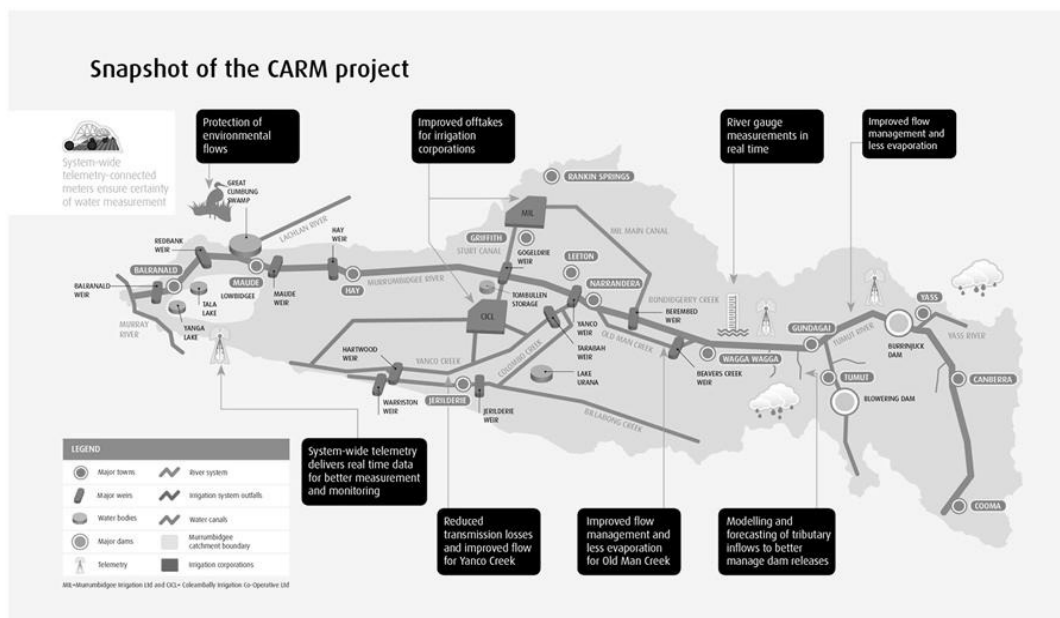 Snapshot of the CARM project
System-wide
telemetry-connected
meters ensure certainty
of water measurement
Protection of
environmental
flows
Improved offtakes
for irrigation
corporations
River gauge
measurements in
real time
Improved flow
management and
less evaporation
GREAT
CUMBUNG
SWAMP
LACHLAN RIVER
REDBANK
WEIR
HAY
WEIR
BALRANALD
BALRANALD
WEIR
MAUDE
LOWBIDGEE
MAUDE
WEIR
TALA
LAKE
YANGA
LAKE
MURRAY
RIVER
HAY
MURRUMBIDGEE RIVER
RANKIN SPRINGS
MIL
GRIFFITH
STURT CANAL
GOGELDRIE
WEIR
MIL MAIN CANAL
LEETON
NARRANDERA
BUNDIDGERRY CREEK
CICL
TOMBULLEN
STORAGE
YANCO
WEIR
BEREMBED
WEIR
TARABAH
WEIR
OLD MAN CREEK
BEAVERS CREEK
WEIR
WAGGA WAGGA
GUNDAGAI
TUMUT RIVER
YASS
YASS RIVER
BURRINJUCK
DAM
TUMUT
BLOWERING DAM
CANBERRA
COOMA
HARTWOOD
WEIR
YANCO CREEK
COLOMBO CREEK
WARRISTON
WEIR
JERILDERIE
JERILDERIE
WEIR
LAKE
URANA
BILLABONG CREEK
System-wide telemetry
delivers real time data
for better measurement
and monitoring
Reduced
transmission losses
and improved flow
for Yanco Creek
Improved flow
management and
less evaporation
for Old Man Creek
Modelling and
forecasting of tributary
inflows to better
manage dam releases
LEGEND
Major towns
River system
Major weirs
Irrigation system outfalls
Water bodies
Water canals
Major dams
Murrumbidgee
catchment boundary
Telemetry
Irrigation corporations
MIL=Murrumbidgee Irrigation Ltd and CICL= Coleambally Irrigation Co-Operative Ltd